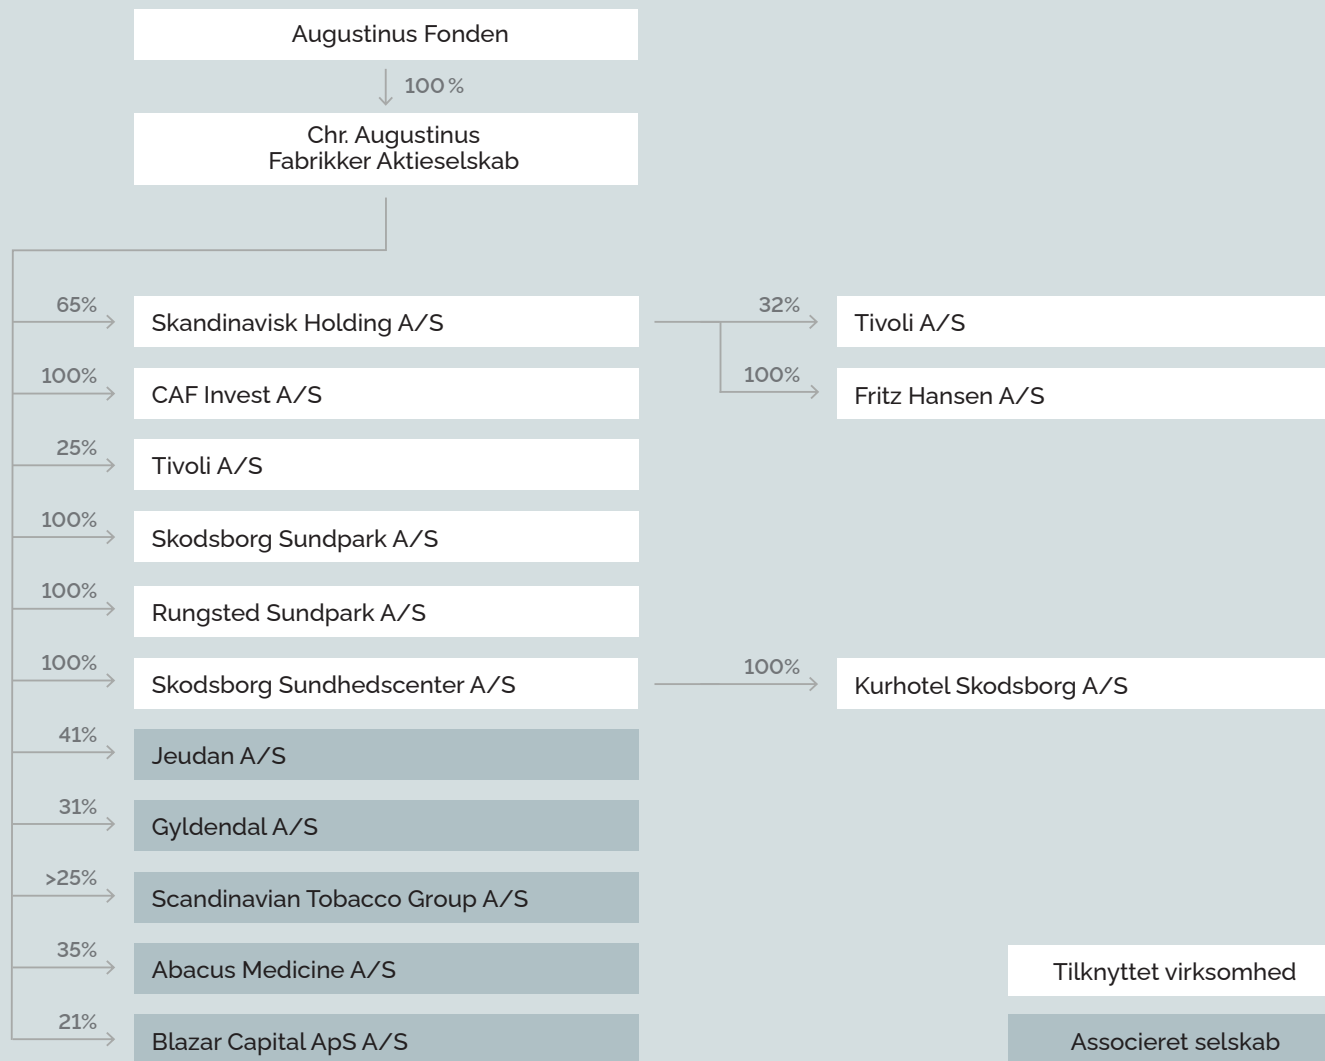 Augustinus Fonden
100 %
Chr. Augustinus
Fabrikker Aktieselskab
65%
Skandinavisk Holding A/S
32%
Tivoli A/S
100%
CAF Invest A/S
100%
Fritz Hansen A/S
25%
Tivoli A/S
100%
Skodsborg Sundpark A/S
100%
Rungsted Sundpark A/S
100%
Skodsborg Sundhedscenter A/S
100%
Kurhotel Skodsborg A/S
41%
Jeudan A/S
31%
Gyldendal A/S
>25%
Scandinavian Tobacco Group A/S
35%
Abacus Medicine A/S
21%
Blazar Capital ApS A/S
Tilknyttet virksomhed
Associeret selskab